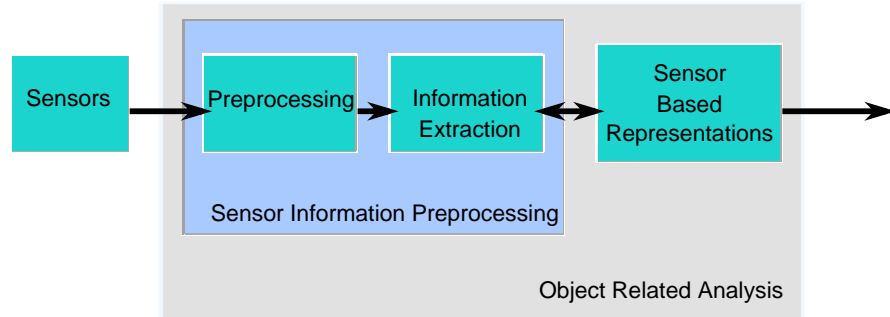 Sensors
Preprocessing
Information
Extraction
Sensor
Based
Representations
Sensor Information Preprocessing
Object Related Analysis